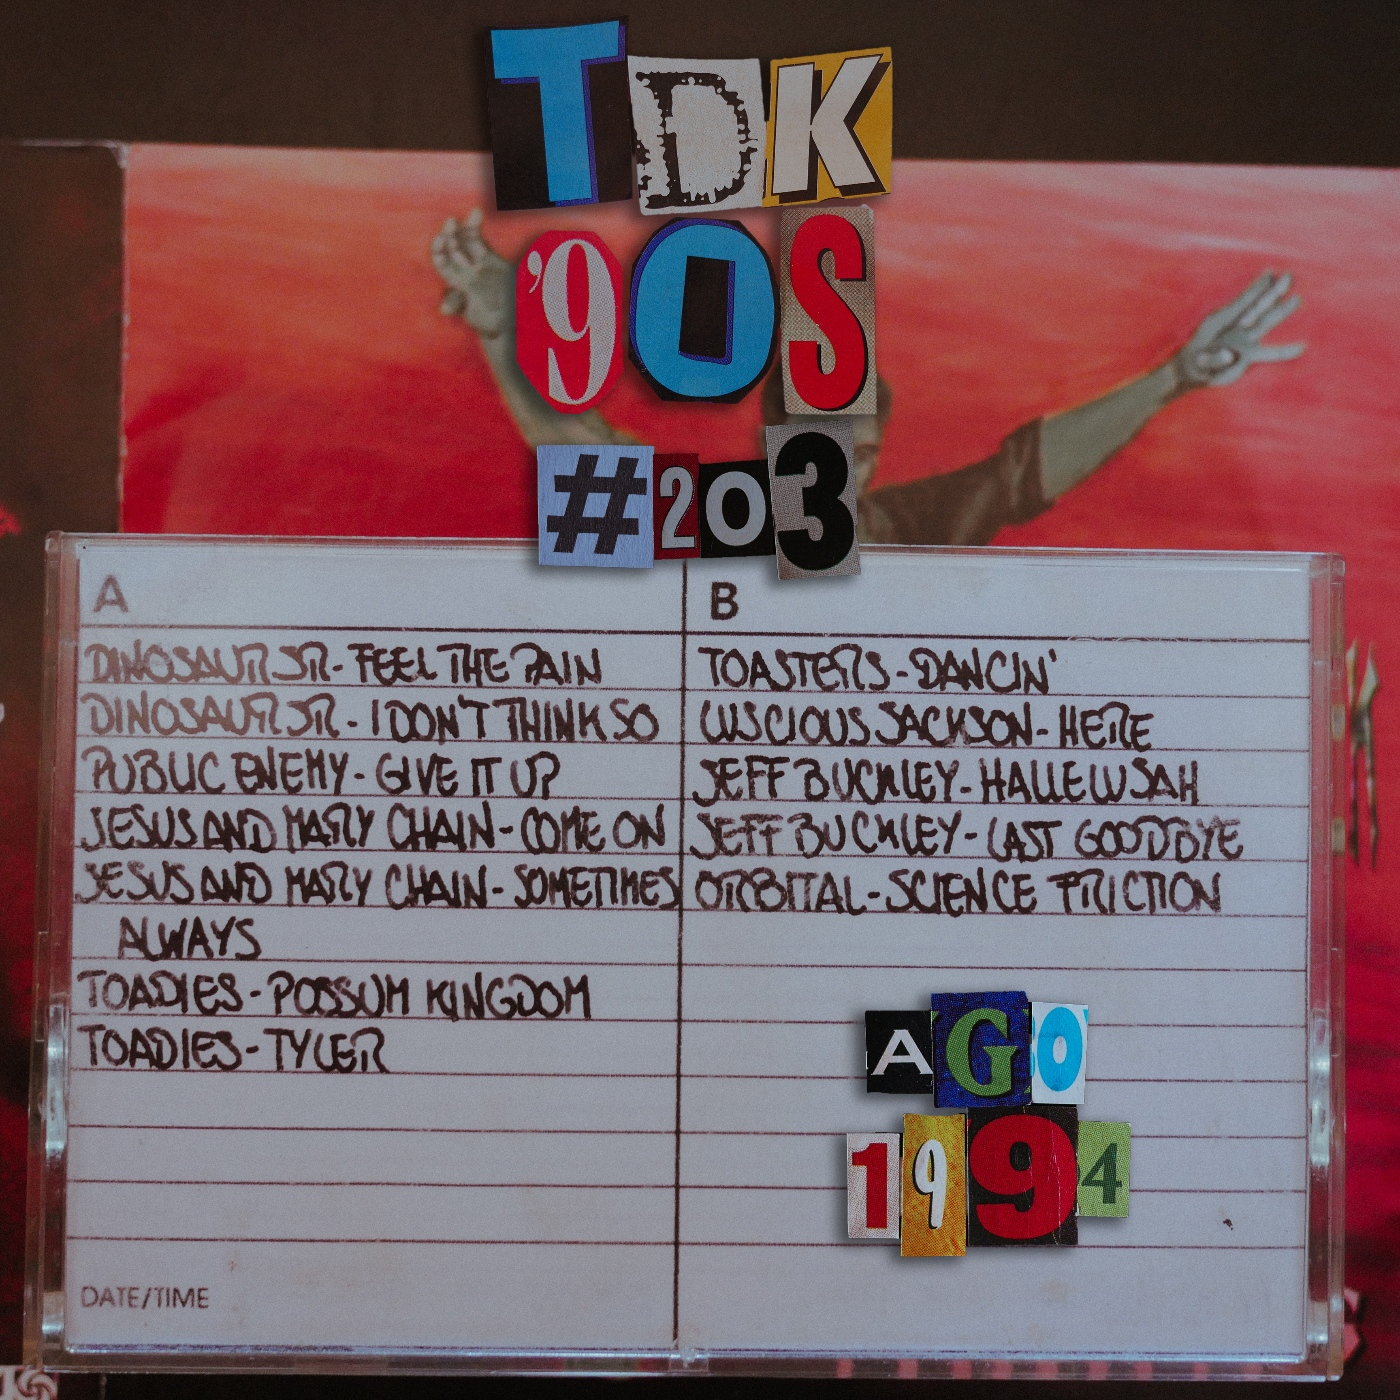 TDK
'90S
#203
A
DINOSAUR JR - FEEL THE PAIN
DINOSAUR JR - I DON'T THINK SO
PUBLIC ENEMY - GIVE IT UP
JESUS AND MARY CHAIN - COME ON
JESUS AND MARY CHAIN - SOMETIMES
ALWAYS
TOADIES - POSSUM KINGDOM
TOADIES - TYLER
DATE/TIME
B
TOASTERS - DANCIN'
LUSCIOUS JACKSON - HERE
JEFF BUCKLEY - HALLELUJAH
JEFF BUCKLEY - LAST GOODBYE
ORBITAL - SCIENCE FRICTION
AGO
1994